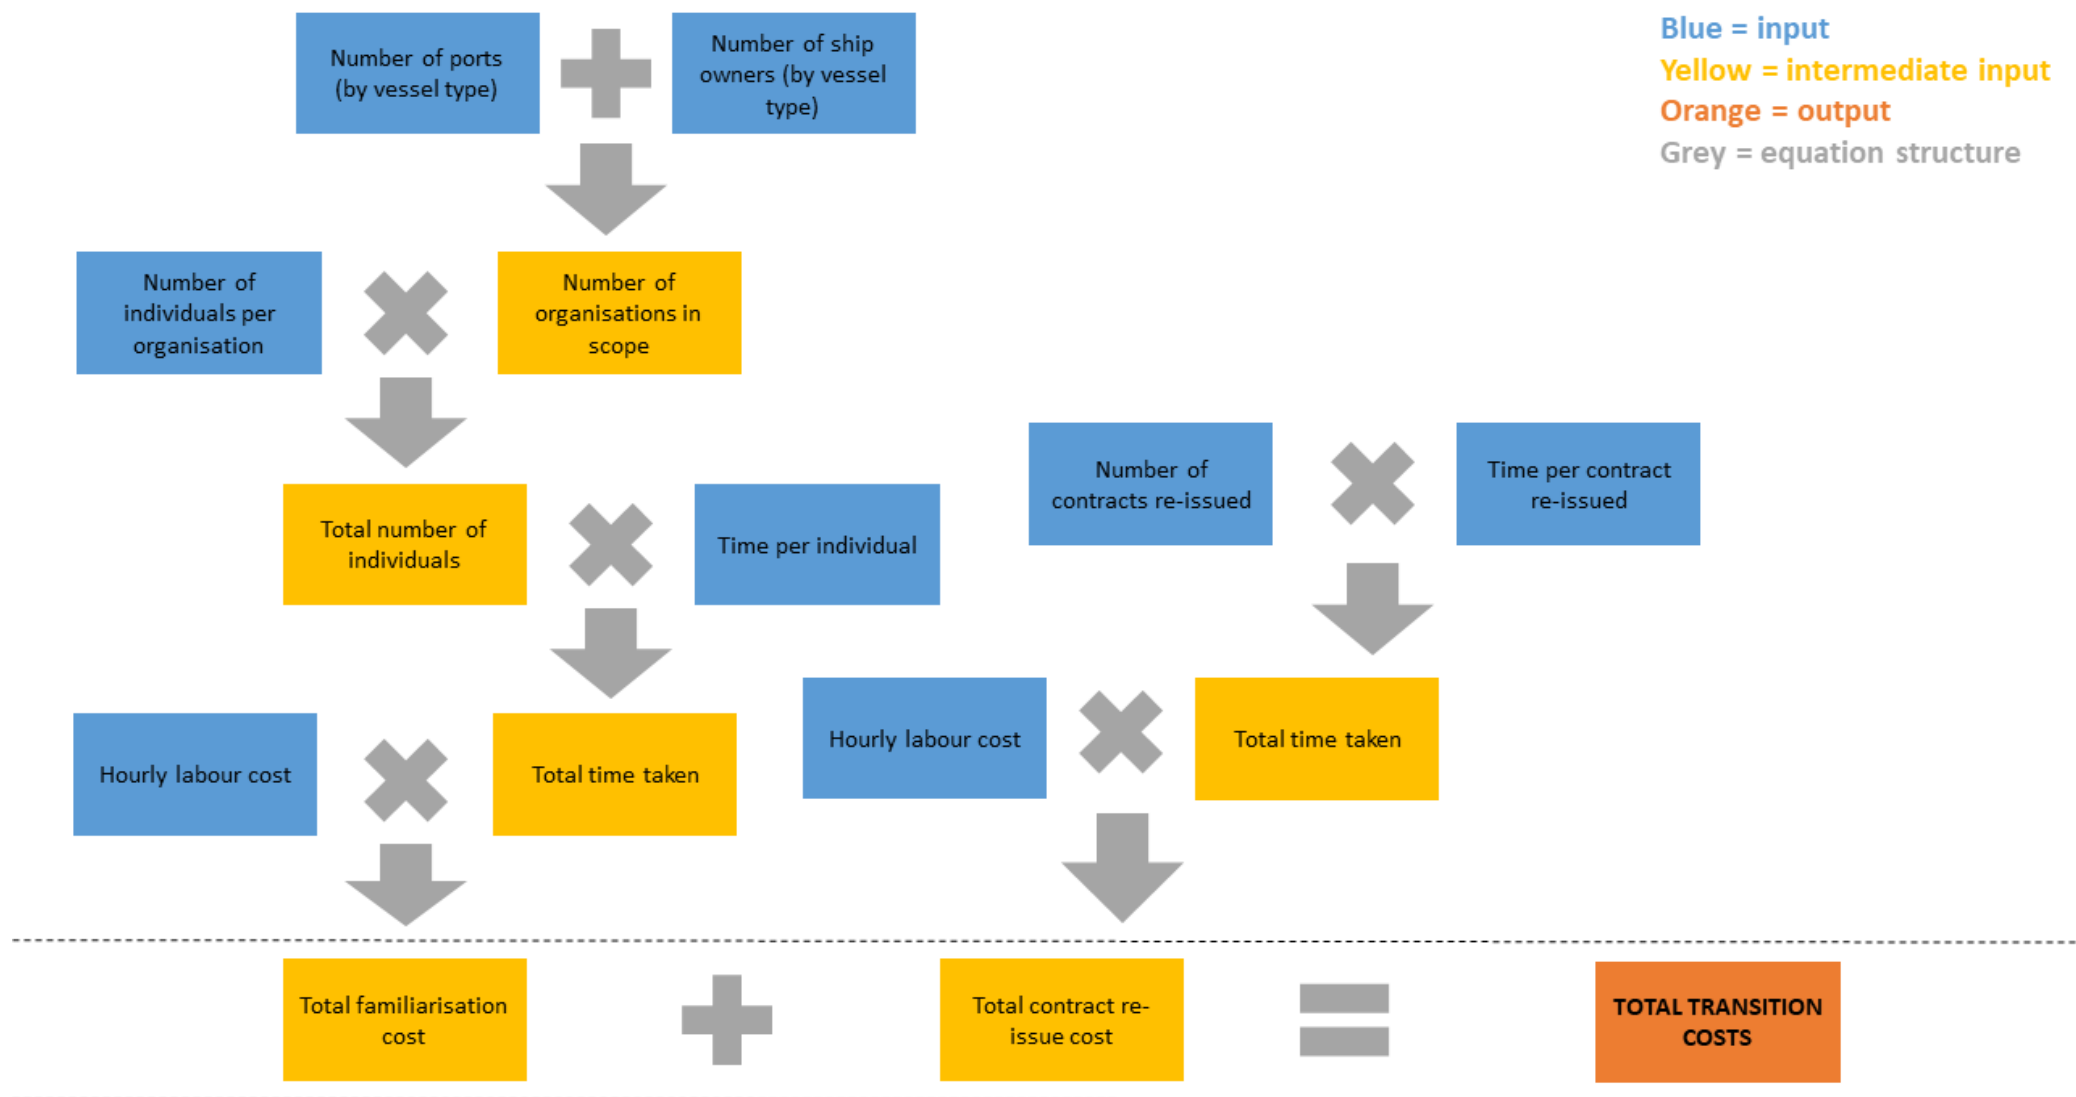 Number of ports
(by vessel type)
Number of ship
owners (by vessel
type)
Blue = input
Yellow = intermediate input
Orange = output
Grey = equation structure
Number of
individuals per
organisation
Number of
organisations in
scope
Total number of
individuals
Time per individual
Number of
contracts re-issued
Time per contract
re-issued
Hourly labour cost
Total time taken
Hourly labour cost
Total time taken
Total familiarisation
cost
Total contract re-
issue cost
TOTAL TRANSITION
COSTS